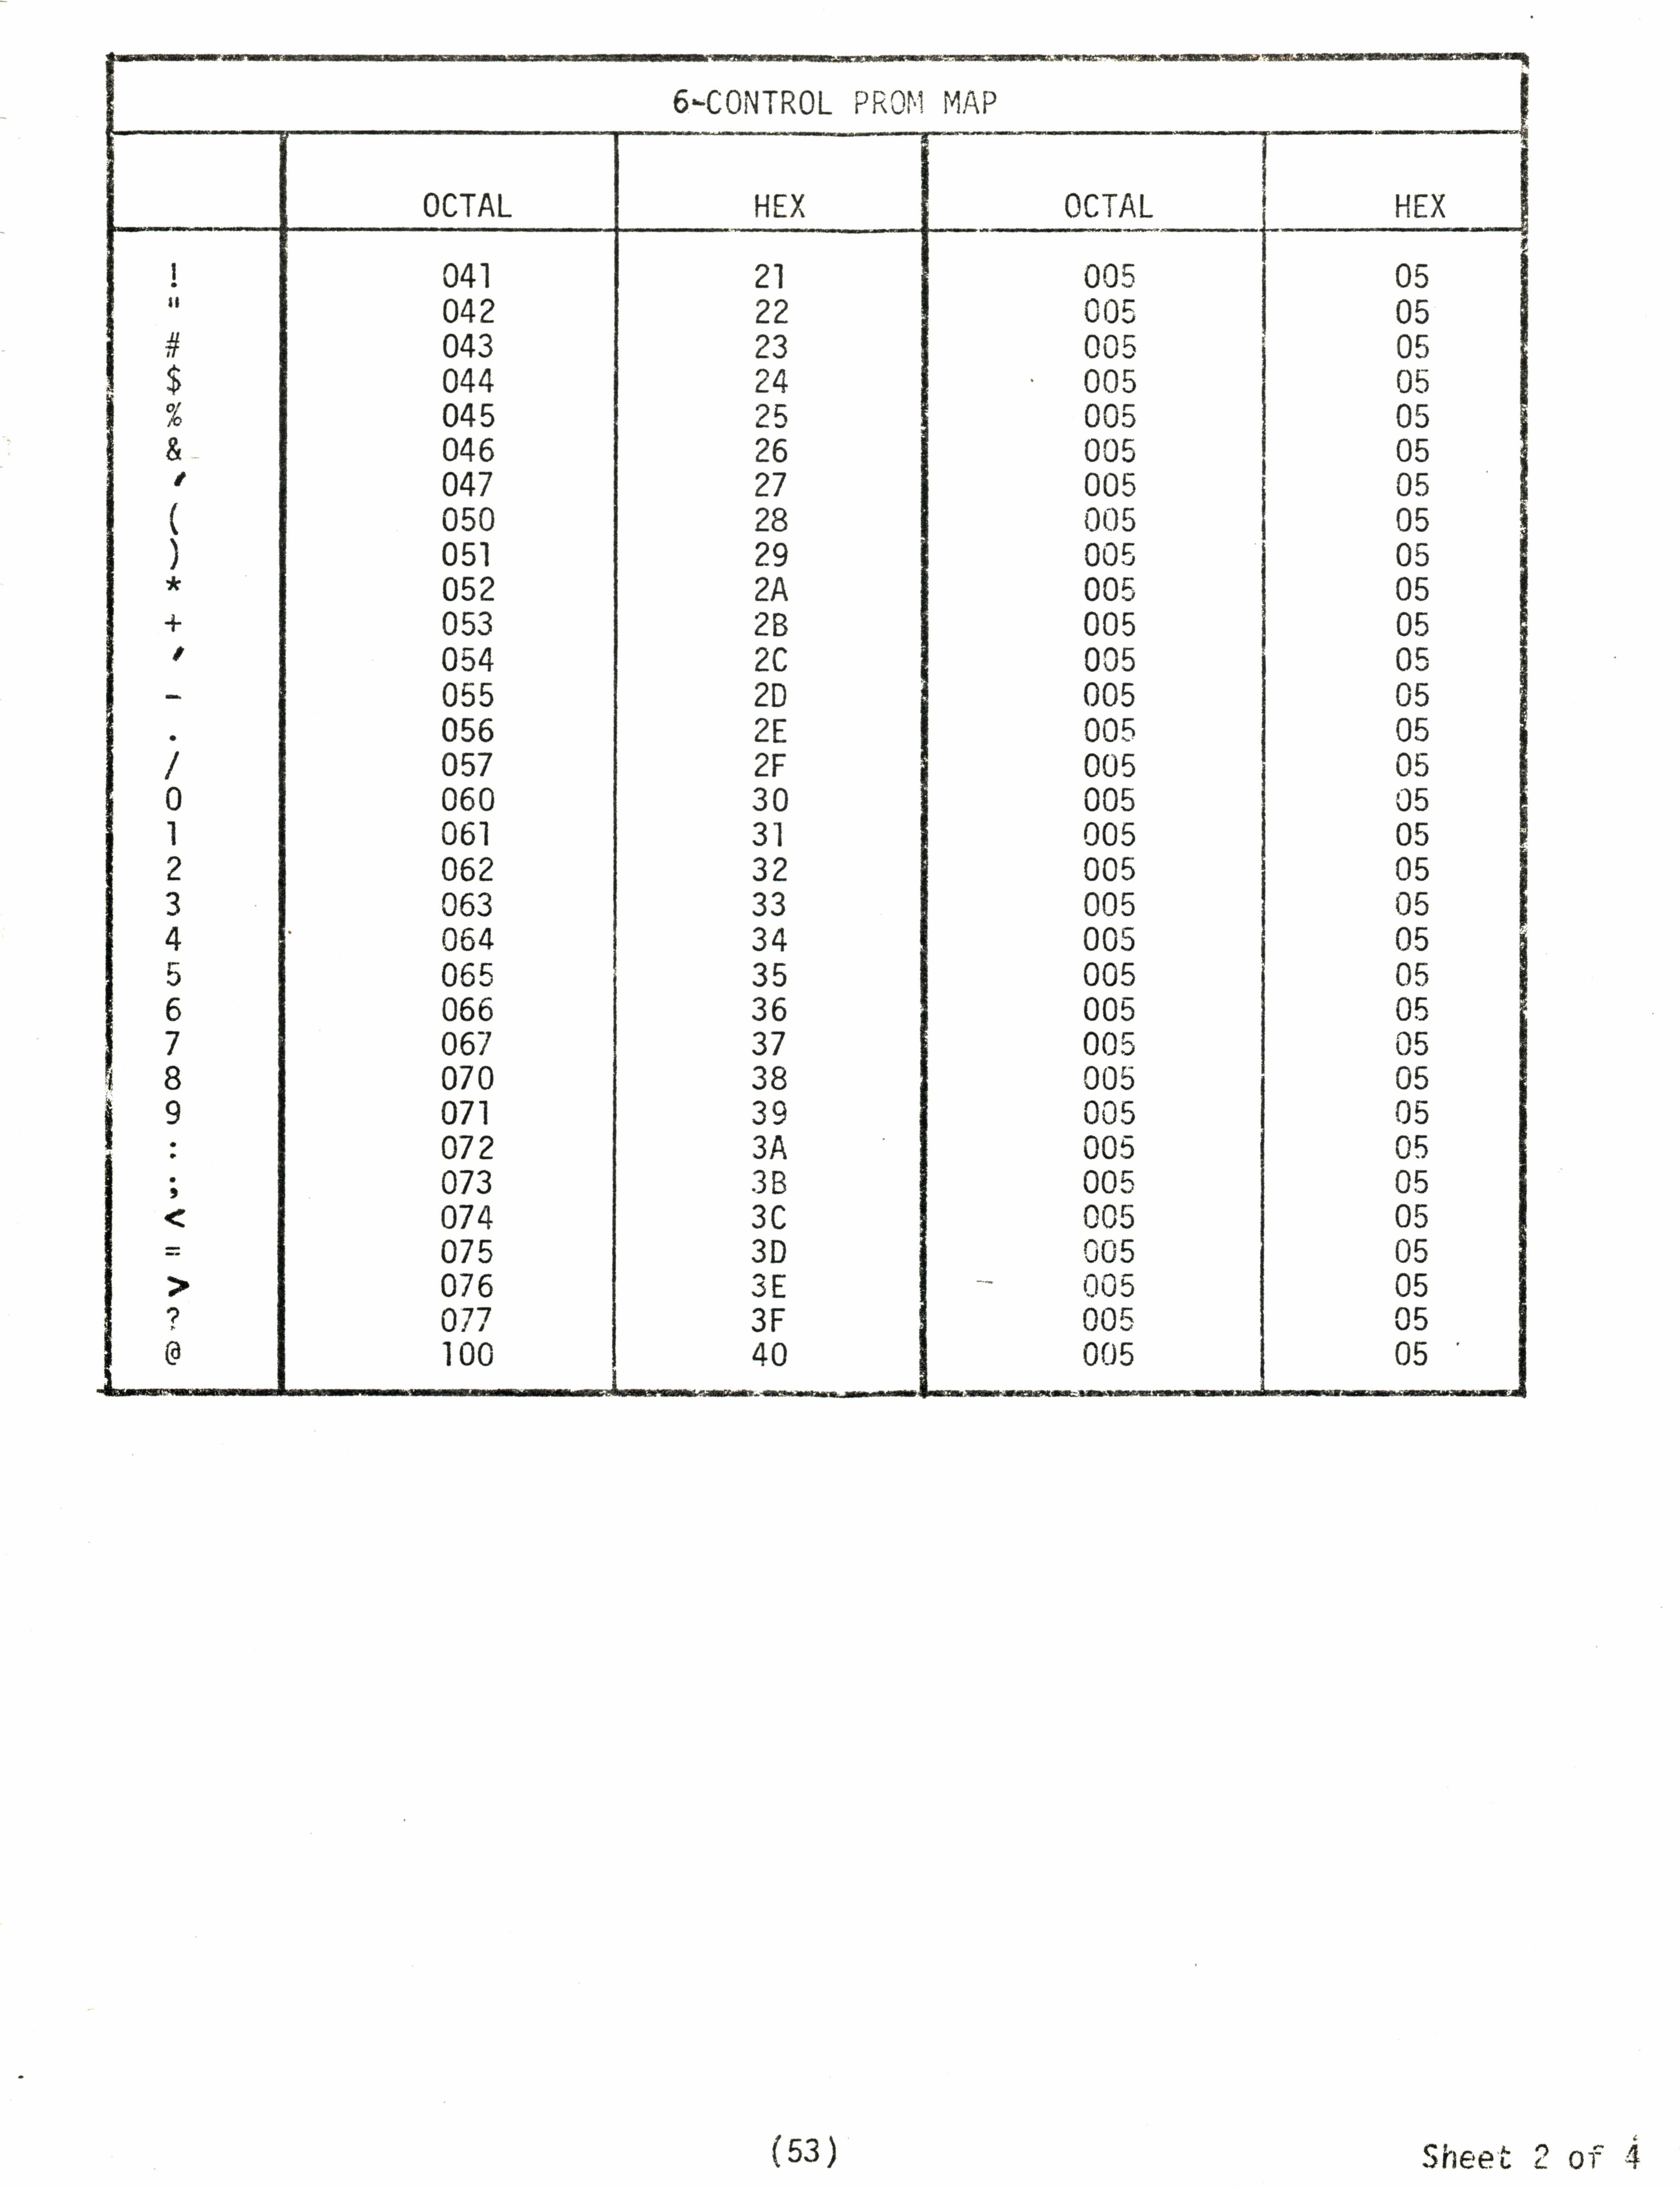 6-CONTROL PROM MAP
OCTAL HEX OCTAL HEX
! 041 21 005 05
" 042 22 005 05
# 043 23 005 05
$ 044 24 005 05
% 045 25 005 05
& 046 26 005 05
' 047 27 005 05
( 050 28 005 05
) 051 29 005 05
* 052 2A 005 05
+ 053 2B 005 05
' 054 2C 005 05
- 055 2D 005 05
. 056 2E 005 05
/ 057 2F 005 05
0 060 30 005 05
1 061 31 005 05
2 062 32 005 05
3 063 33 005 05
4 064 34 005 05
5 065 35 005 05
6 066 36 005 05
7 067 37 005 05
8 070 38 005 05
9 071 39 005 05
: 072 3A 005 05
; 073 3B 005 05
< 074 3C 005 05
= 075 3D 005 05
> 076 3E 005 05
? 077 3F 005 05
@ 100 40 005 05
(53)
Sheet 2 of 4